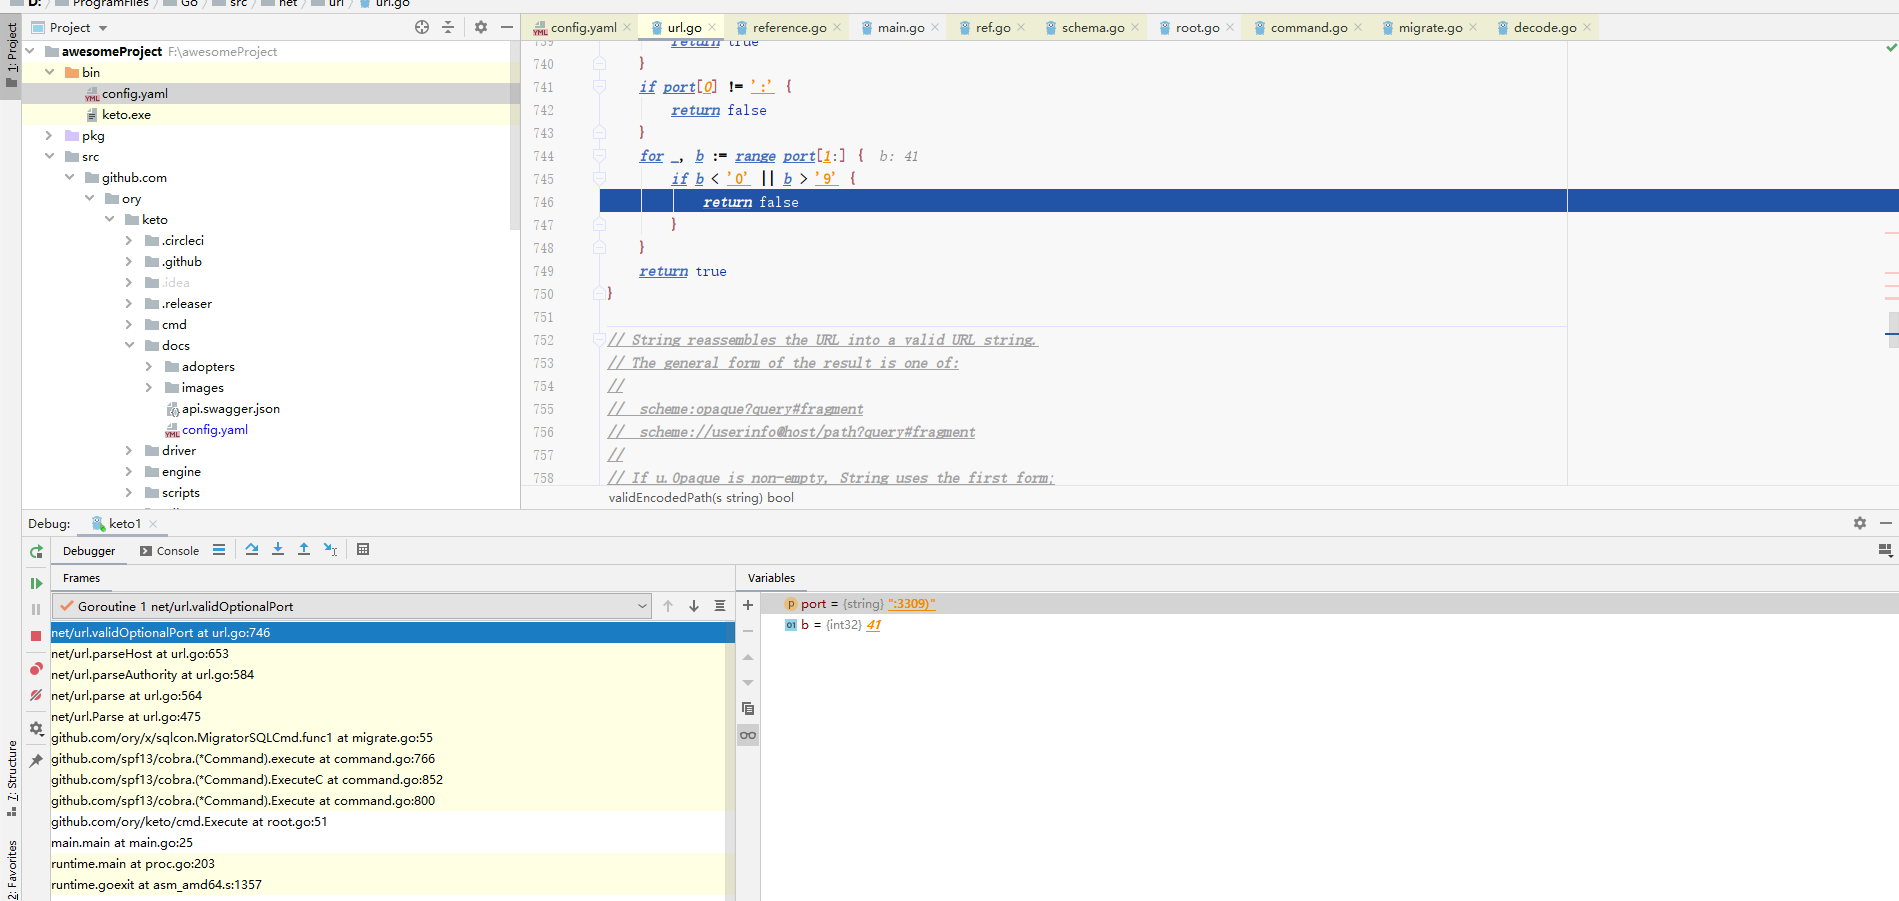 D: ProgramFiles Go src net url url.go
Project
config.yaml url.go reference.go main.go ref.go schema.go root.go command.go migrate.go decode.go
1: Project
awesomeProject F:\awesomeProject
bin
config.yaml
keto.exe
pkg
src
github.com
ory
keto
.circleci
.github
.idea
.releaser
cmd
docs
adopters
images
api.swagger.json
config.yaml
driver
engine
scripts
739 return true
740 }
741 if port[0] != ':' {
742 return false
743 }
744 for _, b := range port[1:] { b: 41
745 if b < '0' || b > '9' {
746 return false
747 }
748 }
749 return true
750 }
751
752 // String reassembles the URL into a valid URL string.
753 // The general form of the result is one of:
754 //
755 // scheme:opaque?query#fragment
756 // scheme://userinfo@host/path?query#fragment
757 //
758 // If u.Opaque is non-empty, String uses the first form;
validEncodedPath(s string) bool
Debug: keto1
Debugger Console
Frames
Goroutine 1 net/url.validOptionalPort
net/url.validOptionalPort at url.go:746
net/url.parseHost at url.go:653
net/url.parseAuthority at url.go:584
net/url.parse at url.go:564
net/url.Parse at url.go:475
github.com/ory/x/sqlcon.MigratorSQLCmd.func1 at migrate.go:55
github.com/spf13/cobra.(*Command).execute at command.go:766
github.com/spf13/cobra.(*Command).ExecuteC at command.go:852
github.com/spf13/cobra.(*Command).Execute at command.go:800
github.com/ory/keto/cmd.Execute at root.go:51
main.main at main.go:25
runtime.main at proc.go:203
runtime.goexit at asm_amd64.s:1357
Variables
port = {string} ":3309)"
b = {int32} 41
7: Structure
2: Favorites